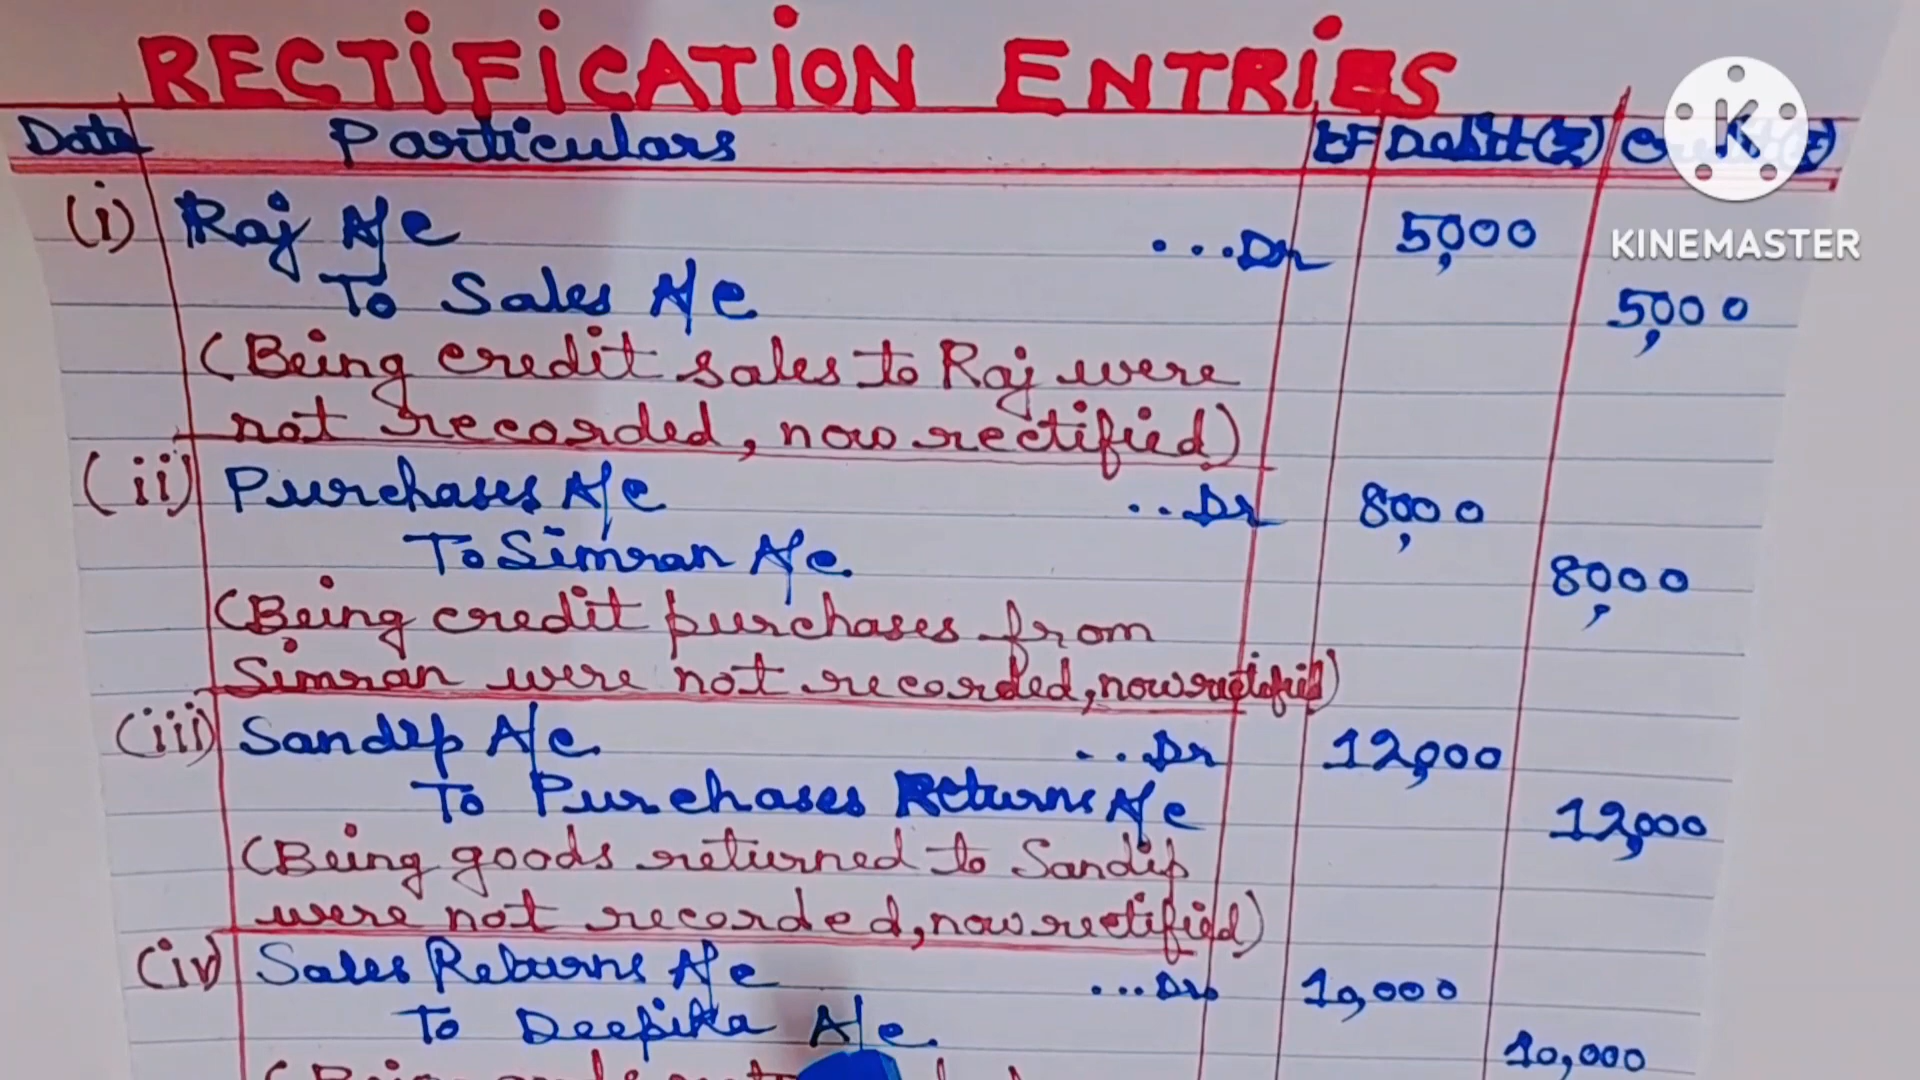 RECTIFICATION ENTRIES
Date Particulars LF Debit(₹)
K
KINEMASTER
(i) Raj A/c ...Dr 5,000
To Sales A/c 5,000
(Being credit sales to Raj were
not recorded, now rectified)
(ii) Purchases A/c ..Dr 8,000
To Simran A/c. 8,000
(Being credit purchases from
Simran were not recorded, now rectified)
(iii) Sandip A/c. ..Dr 12,000
To Purchases Returns A/c 12,000
(Being goods returned to Sandip
were not recorded, now rectified)
(iv) Sales Returns A/c ...Dr 10,000
To Deepika A/c. 10,000